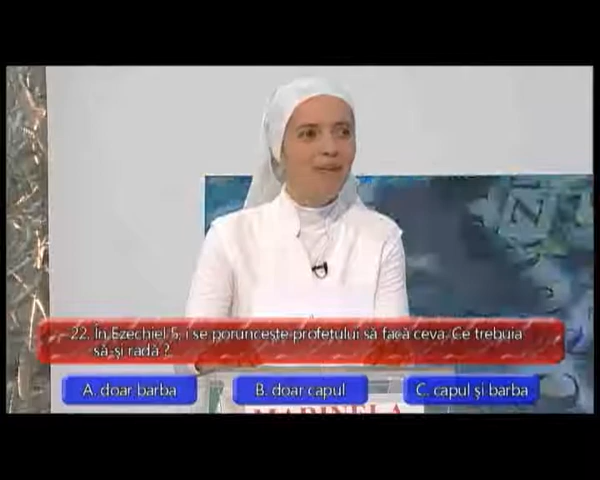 NU
22. În Ezechiel 5, i se poruncește profetului să facă ceva. Ce trebuia
să-și radă ?
A. doar barba
B. doar capul
C. capul și barba
MARINELA